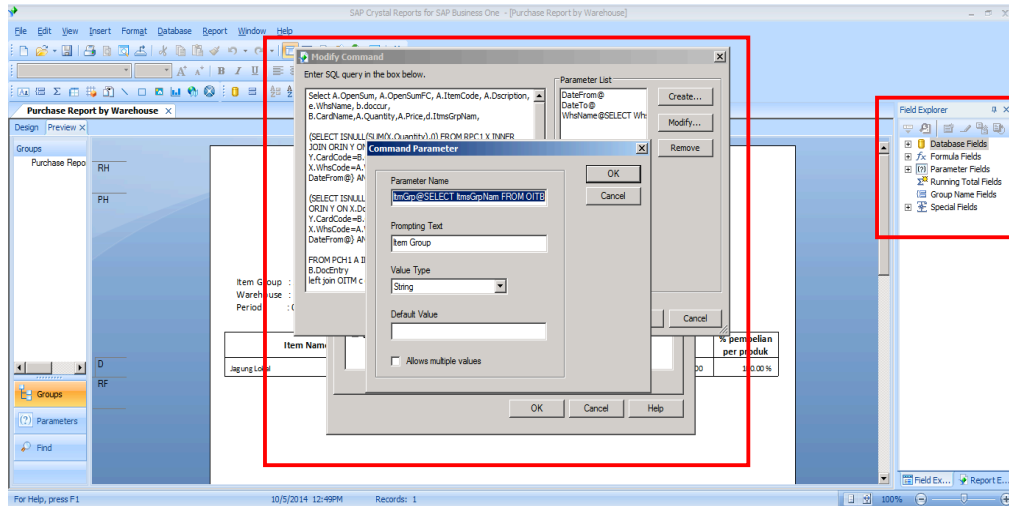 SAP Crystal Reports for SAP Business One - [Purchase Report by Warehouse]
File Edit View Insert Format Database Report Window Help
B I U
Purchase Report by Warehouse ×
Design Preview X
Groups
Purchase Repo
RH
PH
D
RF
Groups
Parameters
Find
Item Group :
Warehouse :
Period :
Item Name
% pembelian
per produk
Jagung Lokal
100.00 %
Modify Command
Enter SQL query in the box below.
Select A.OpenSum, A.OpenSumFC, A.ItemCode, A.Dscription,
e.WhsName, b.doccur,
B.CardName,A.Quantity,A.Price,d.ItmsGrpNam,
(SELECT ISNULL(SUM(X.Quantity),0) FROM RPC1 X INNER
JOIN ORIN Y ON
Y.CardCode=B.
X.WhsCode=A.
DateFrom@} AN
(SELECT ISNULL
ORIN Y ON X.Do
Y.CardCode=B.
X.WhsCode=A.
DateFrom@} AN
FROM PCH1 A I
B.DocEntry
left join OITM c
Parameter List
DateFrom@
DateTo@
WhsName@SELECT Wh
Create...
Modify...
Remove
Cancel
Command Parameter
Parameter Name
ItmGrp@SELECT ItmsGrpNam FROM OITB
Prompting Text
Item Group
Value Type
String
Default Value
Allows multiple values
OK
Cancel
OK Cancel Help
Field Explorer
Database Fields
Formula Fields
Parameter Fields
Running Total Fields
Group Name Fields
Special Fields
Field Ex... Report E...
For Help, press F1 10/5/2014 12:49PM Records: 1 100%